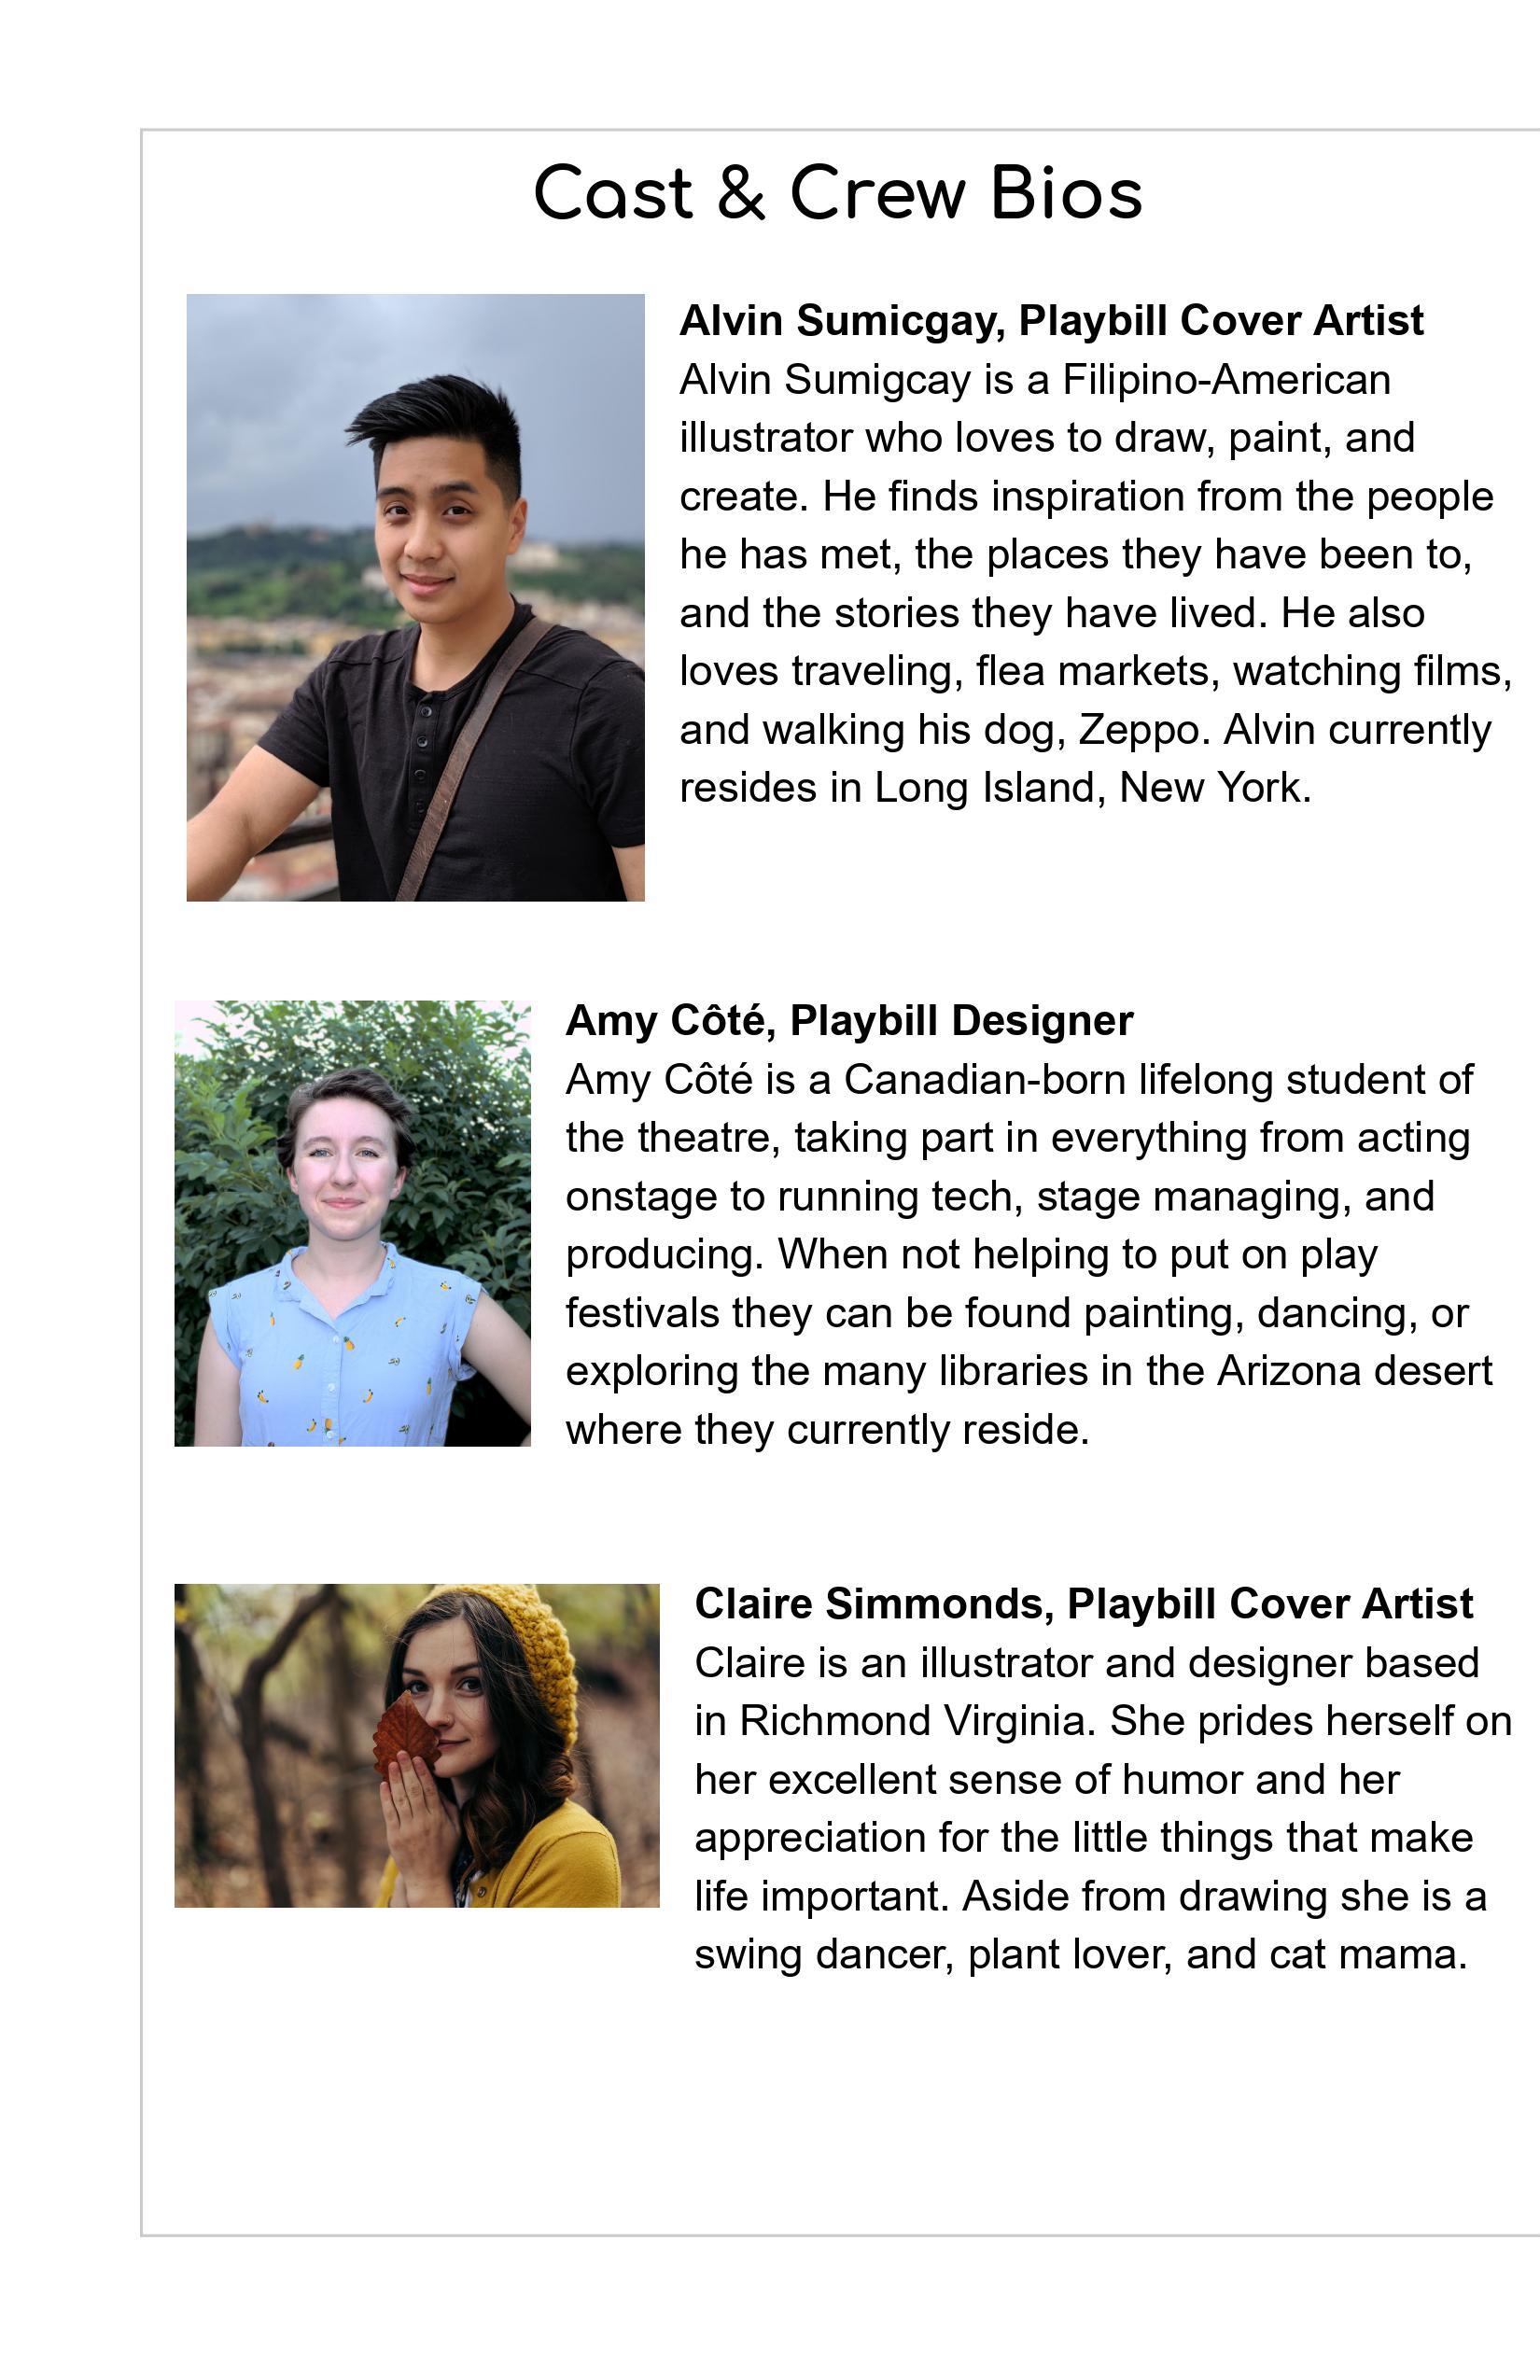 Cast & Crew Bios
Alvin Sumicgay, Playbill Cover Artist
Alvin Sumigcay is a Filipino-American
illustrator who loves to draw, paint, and
create. He finds inspiration from the people
he has met, the places they have been to,
and the stories they have lived. He also
loves traveling, flea markets, watching films,
and walking his dog, Zeppo. Alvin currently
resides in Long Island, New York.
Amy Côté, Playbill Designer
Amy Côté is a Canadian-born lifelong student of
the theatre, taking part in everything from acting
onstage to running tech, stage managing, and
producing. When not helping to put on play
festivals they can be found painting, dancing, or
exploring the many libraries in the Arizona desert
where they currently reside.
Claire Simmonds, Playbill Cover Artist
Claire is an illustrator and designer based
in Richmond Virginia. She prides herself on
her excellent sense of humor and her
appreciation for the little things that make
life important. Aside from drawing she is a
swing dancer, plant lover, and cat mama.